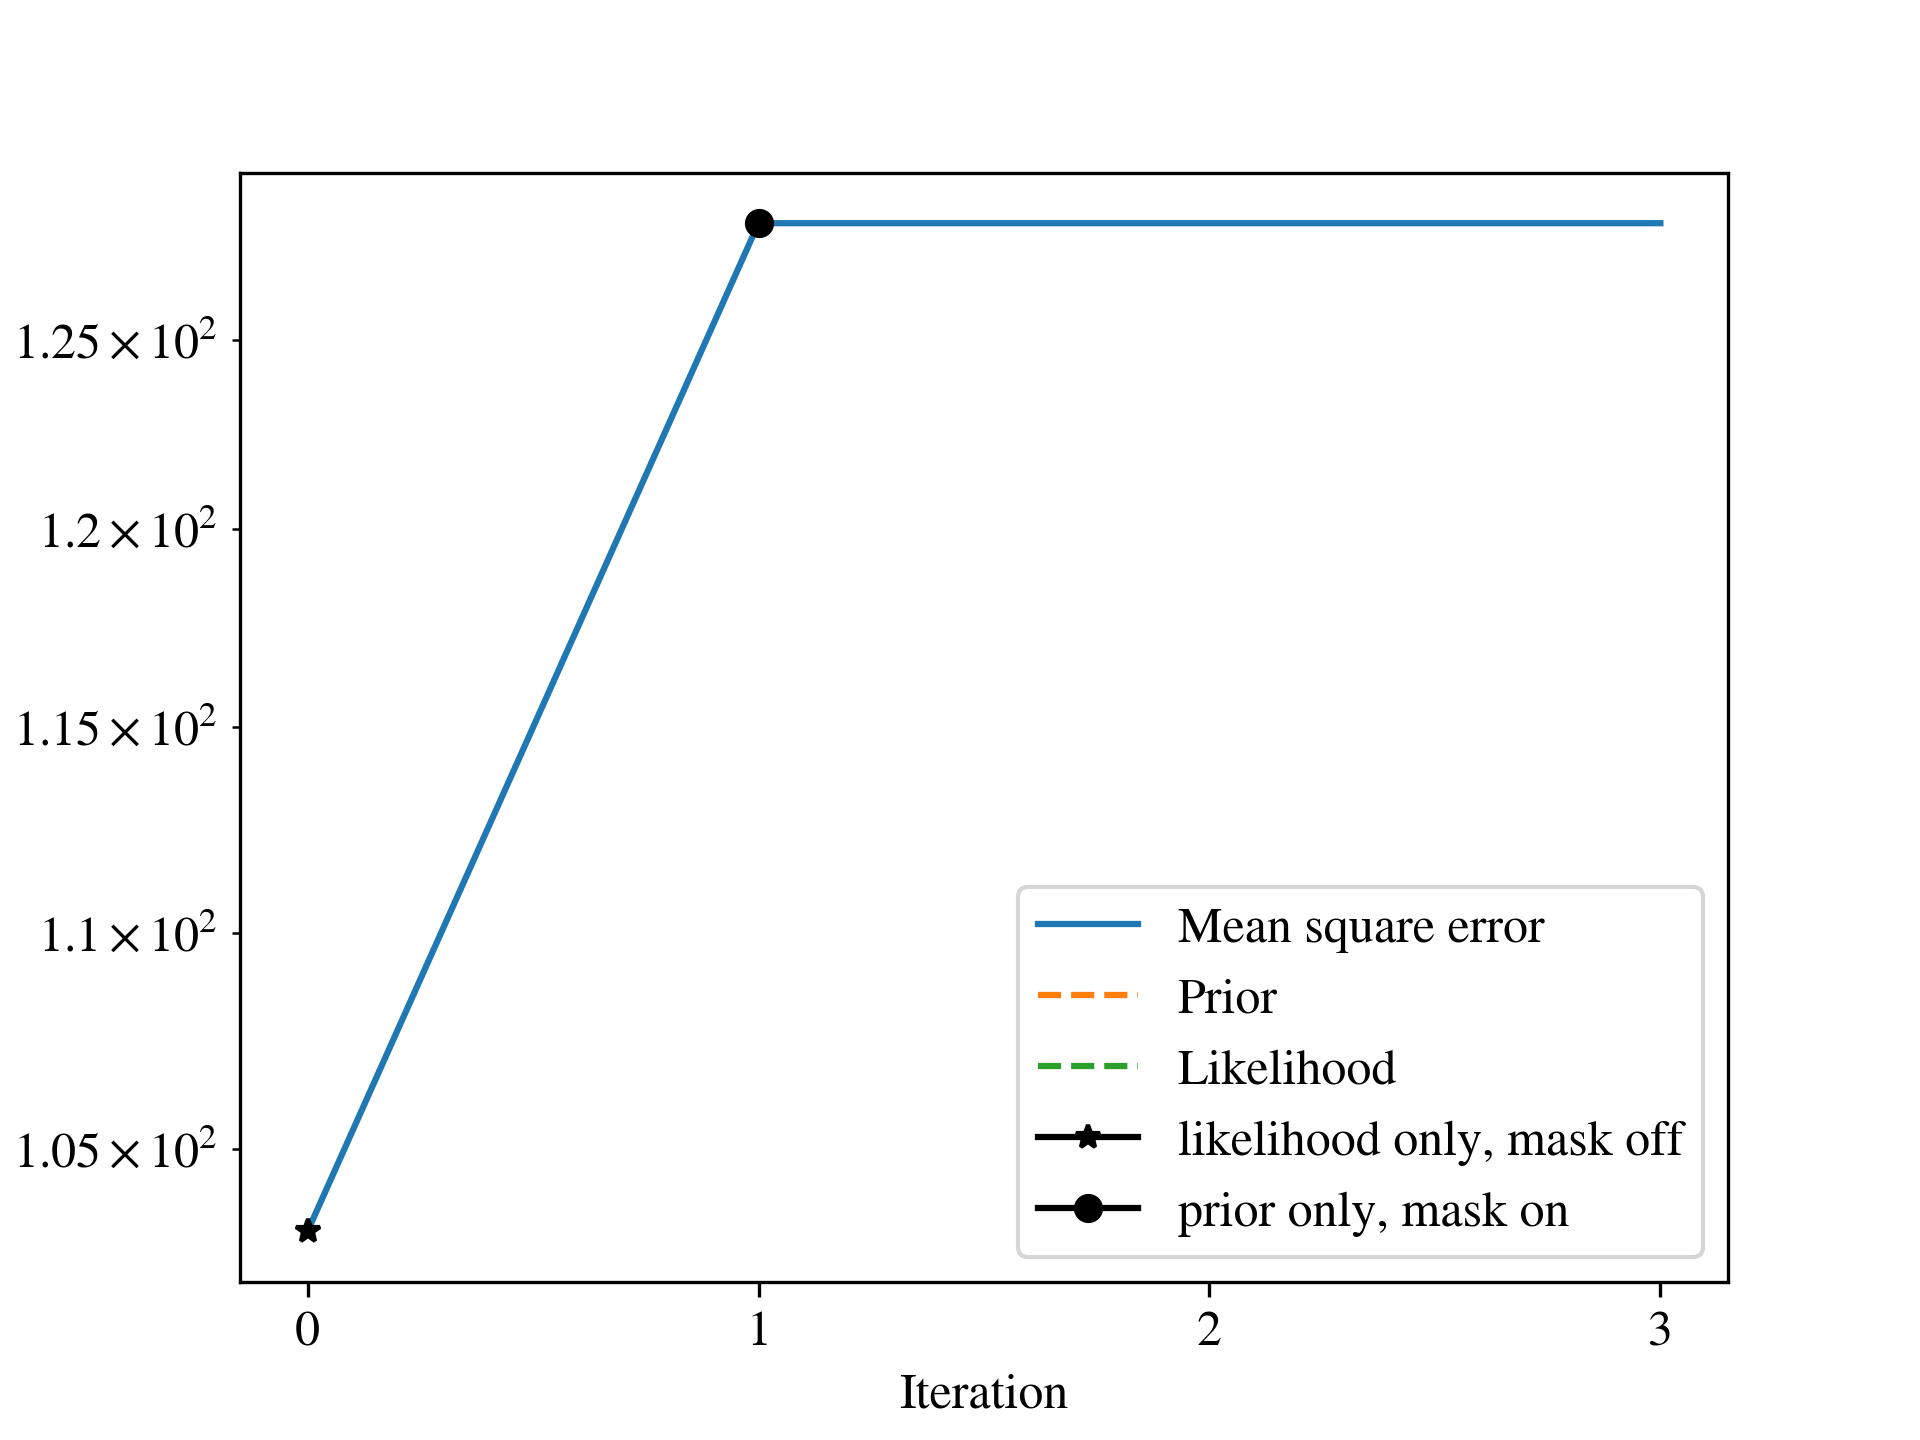 1.25×10²
1.2×10²
1.15×10²
1.1×10²
1.05×10²
Mean square error
Prior
Likelihood
likelihood only, mask off
prior only, mask on
0 1 2 3
Iteration